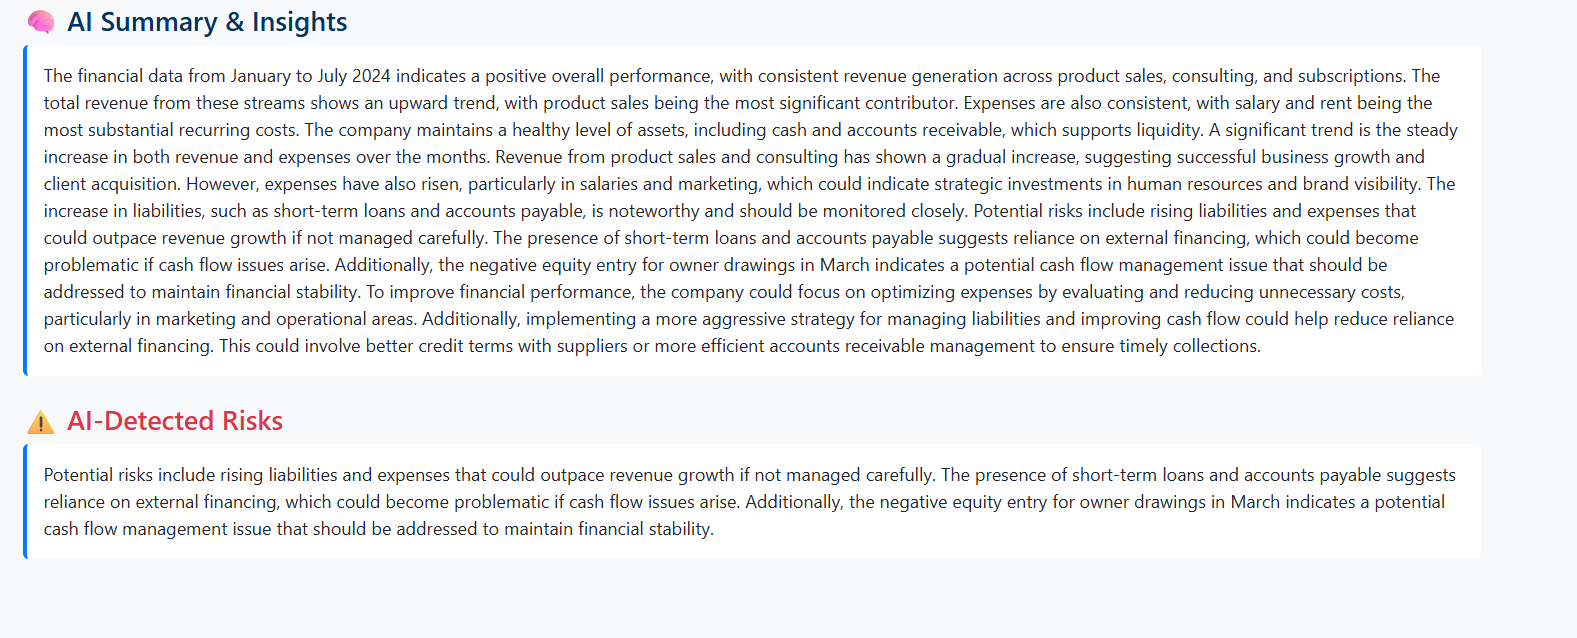 AI Summary & Insights
The financial data from January to July 2024 indicates a positive overall performance, with consistent revenue generation across product sales, consulting, and subscriptions. The
total revenue from these streams shows an upward trend, with product sales being the most significant contributor. Expenses are also consistent, with salary and rent being the
most substantial recurring costs. The company maintains a healthy level of assets, including cash and accounts receivable, which supports liquidity. A significant trend is the steady
increase in both revenue and expenses over the months. Revenue from product sales and consulting has shown a gradual increase, suggesting successful business growth and
client acquisition. However, expenses have also risen, particularly in salaries and marketing, which could indicate strategic investments in human resources and brand visibility. The
increase in liabilities, such as short-term loans and accounts payable, is noteworthy and should be monitored closely. Potential risks include rising liabilities and expenses that
could outpace revenue growth if not managed carefully. The presence of short-term loans and accounts payable suggests reliance on external financing, which could become
problematic if cash flow issues arise. Additionally, the negative equity entry for owner drawings in March indicates a potential cash flow management issue that should be
addressed to maintain financial stability. To improve financial performance, the company could focus on optimizing expenses by evaluating and reducing unnecessary costs,
particularly in marketing and operational areas. Additionally, implementing a more aggressive strategy for managing liabilities and improving cash flow could help reduce reliance
on external financing. This could involve better credit terms with suppliers or more efficient accounts receivable management to ensure timely collections.
AI-Detected Risks
Potential risks include rising liabilities and expenses that could outpace revenue growth if not managed carefully. The presence of short-term loans and accounts payable suggests
reliance on external financing, which could become problematic if cash flow issues arise. Additionally, the negative equity entry for owner drawings in March indicates a potential
cash flow management issue that should be addressed to maintain financial stability.